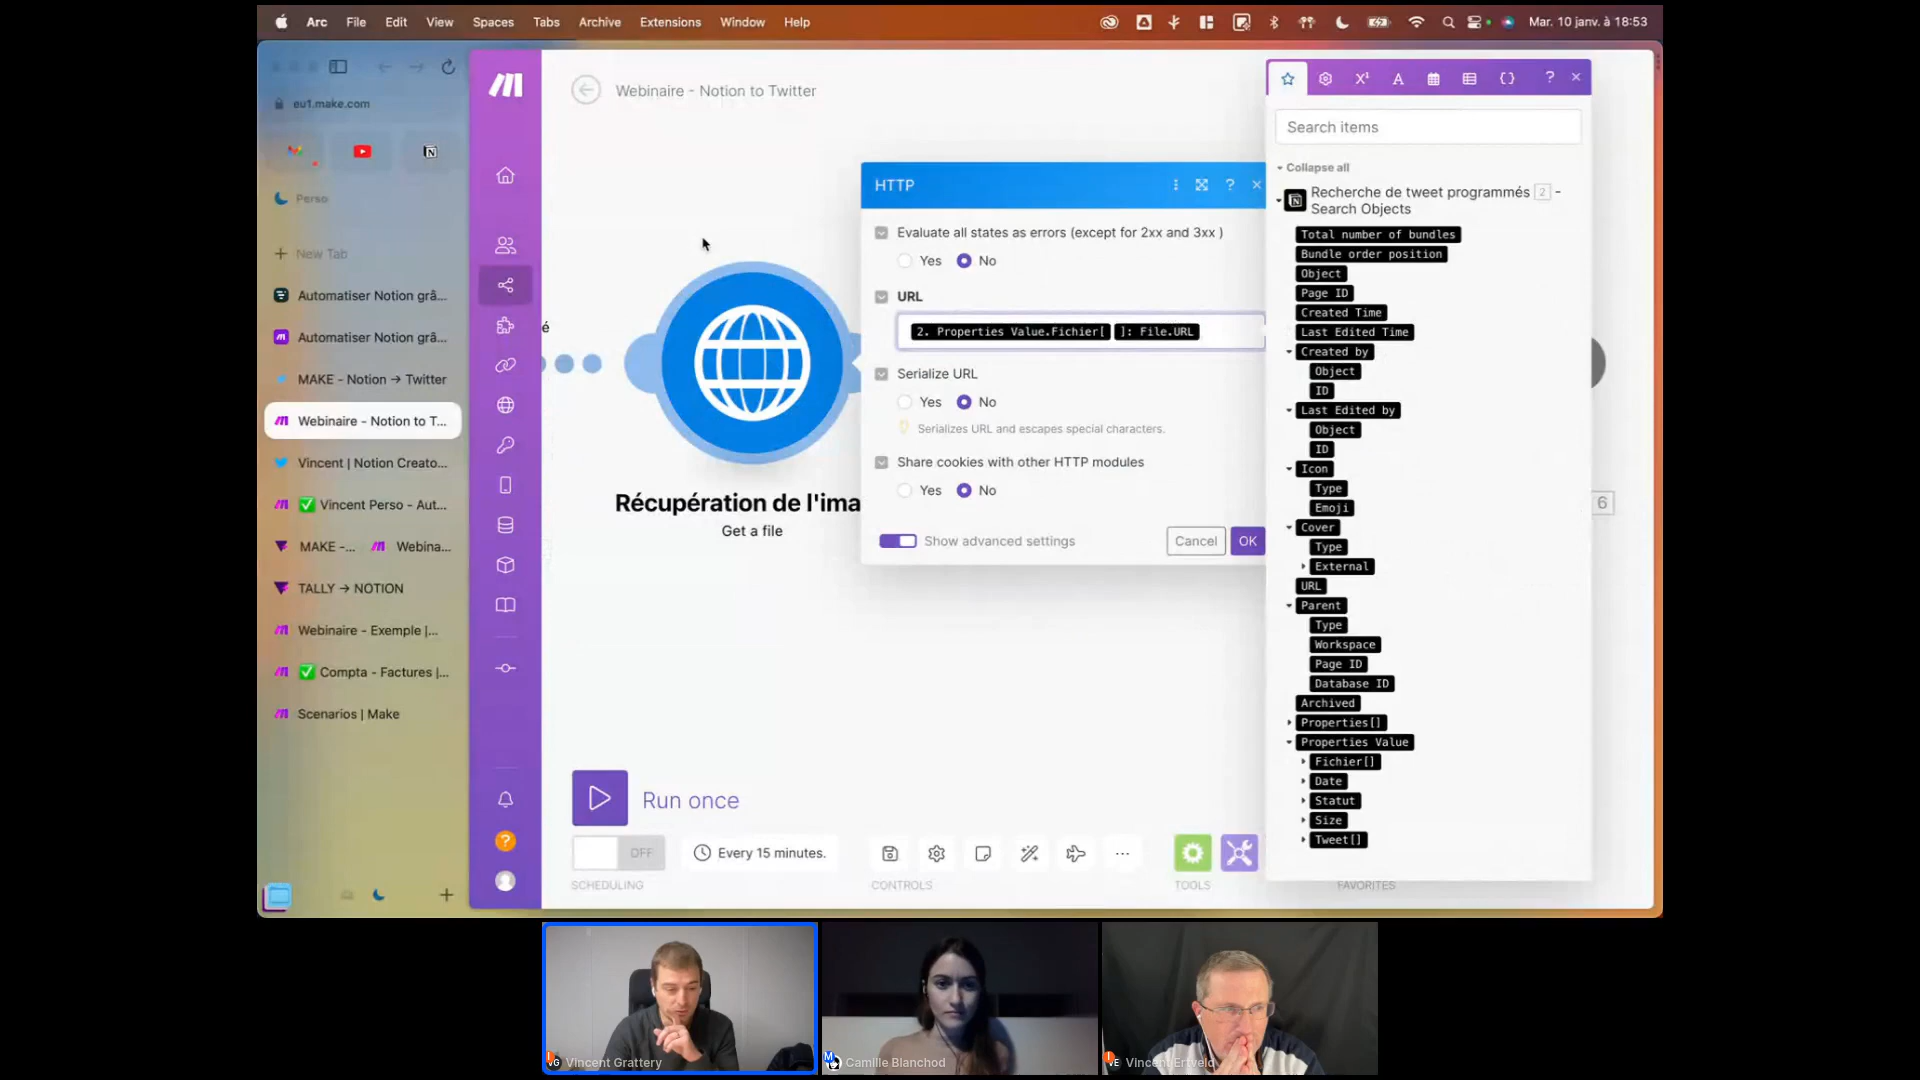 Arc File Edit View Spaces Tabs Archive Extensions Window Help Mar. 10 janv. à 18:53
eu1.make.com
Perso
New Tab
Automatiser Notion grâ...
Automatiser Notion grâ...
MAKE - Notion → Twitter
Webinaire - Notion to T...
Vincent | Notion Creato...
Vincent Perso - Aut...
MAKE -... Webina...
TALLY → NOTION
Webinaire - Exemple |...
Compta - Factures |...
Scenarios | Make
Webinaire - Notion to Twitter
é
Récupération de l'ima
Get a file
HTTP
Evaluate all states as errors (except for 2xx and 3xx )
Yes No
URL
2. Properties Value.Fichier[ ]: File.URL
Serialize URL
Yes No
Serializes URL and escapes special characters.
Share cookies with other HTTP modules
Yes No
Show advanced settings Cancel OK
Run once
OFF Every 15 minutes.
SCHEDULING CONTROLS TOOLS FAVORITES
Search items
Collapse all
Recherche de tweet programmés 2 -
Search Objects
Total number of bundles
Bundle order position
Object
Page ID
Created Time
Last Edited Time
Created by
Object
ID
Last Edited by
Object
ID
Icon
Type
Emoji
Cover
Type
External
URL
Parent
Type
Workspace
Page ID
Database ID
Archived
Properties[]
Properties Value
Fichier[]
Date
Statut
Size
Tweet[]
6
Vincent Grattery
Camille Blanchod
Vincent Ertveld